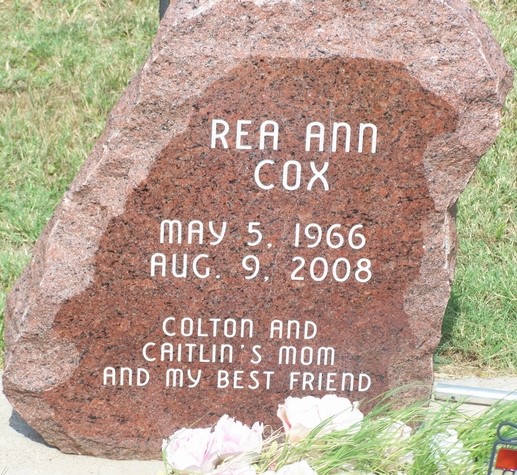 REA ANN
COX
MAY 5, 1966
AUG. 9, 2008
COLTON AND
CAITLIN'S MOM
AND MY BEST FRIEND